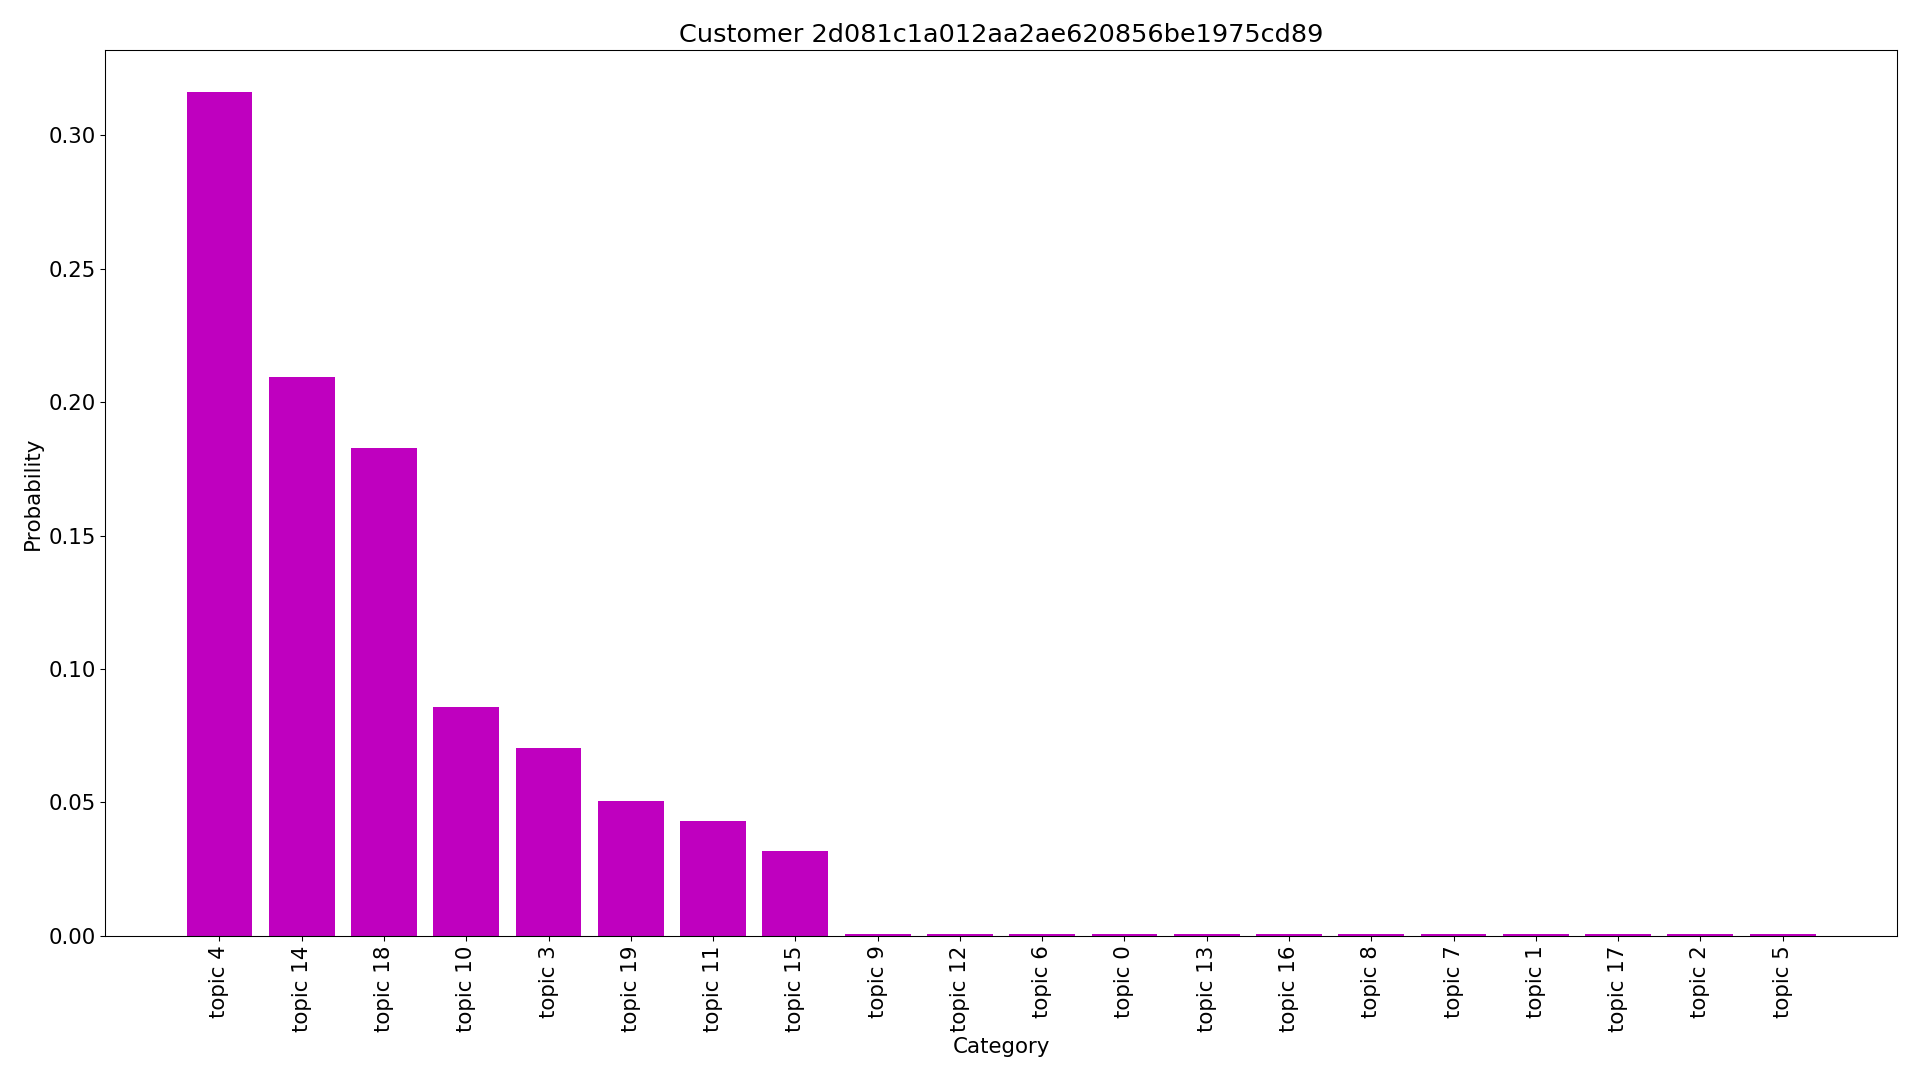 Customer 2d081c1a012aa2ae620856be1975cd89
Probability
0.30
0.25
0.20
0.15
0.10
0.05
0.00
topic 4
topic 14
topic 18
topic 10
topic 3
topic 19
topic 11
topic 15
topic 9
topic 12
topic 6
topic 0
topic 13
topic 16
topic 8
topic 7
topic 1
topic 17
topic 2
topic 5
Category